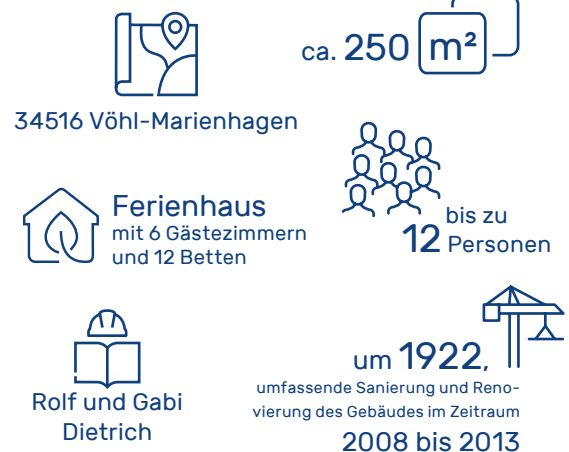 ca. 250 m²
34516 Vöhl-Marienhagen
Ferienhaus
mit 6 Gästezimmern
und 12 Betten
bis zu
12 Personen
Rolf und Gabi
Dietrich
um 1922,
umfassende Sanierung und Reno-
vierung des Gebäudes im Zeitraum
2008 bis 2013